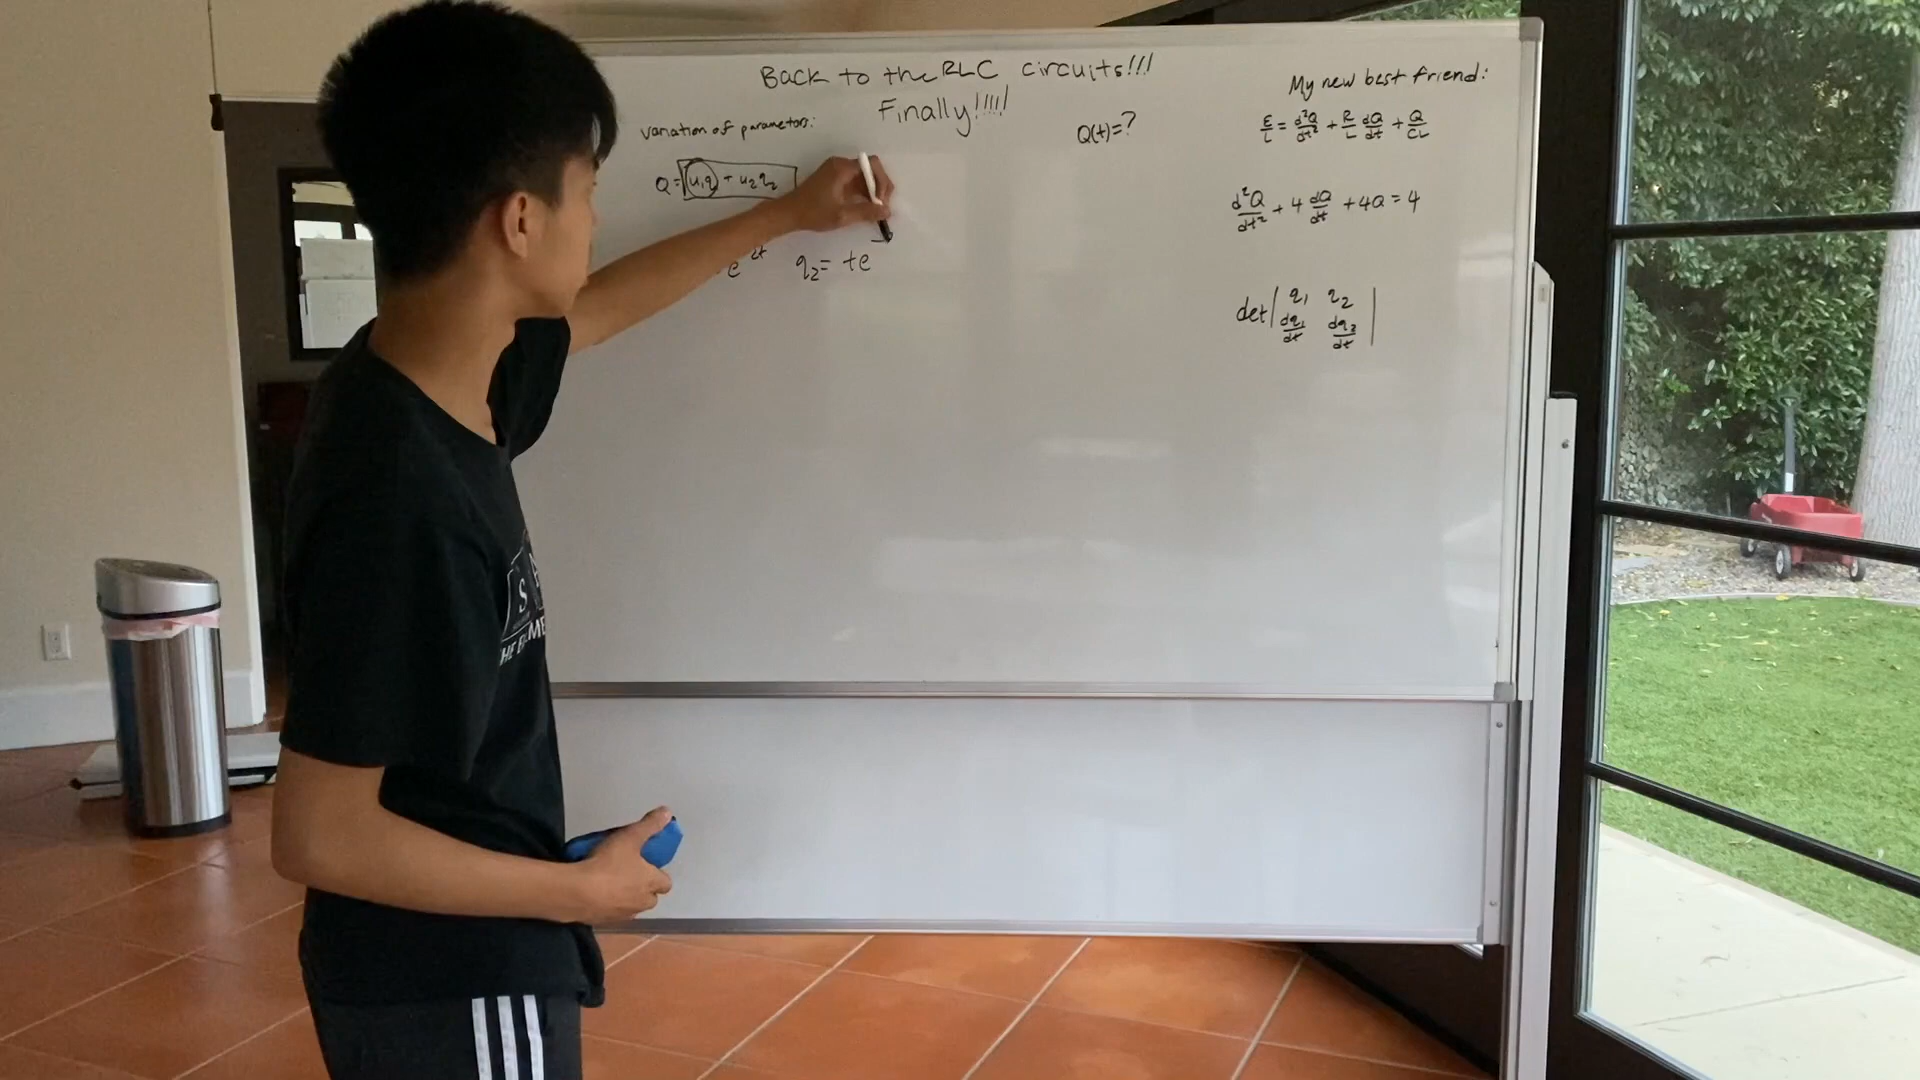 Back to the RLC circuits!!!
Finally!!!!!
My new best friend:
variation of parameters:
Q(t)=?
E/L = d²Q/dt² + R/L dQ/dt + Q/CL
Q= u₁q₁ + u₂q₂
d²Q/dt² + 4 dQ/dt + 4Q = 4
e 2t q₂= te
det | q₁ q₂
dq₁/dt dq₂/dt |
S